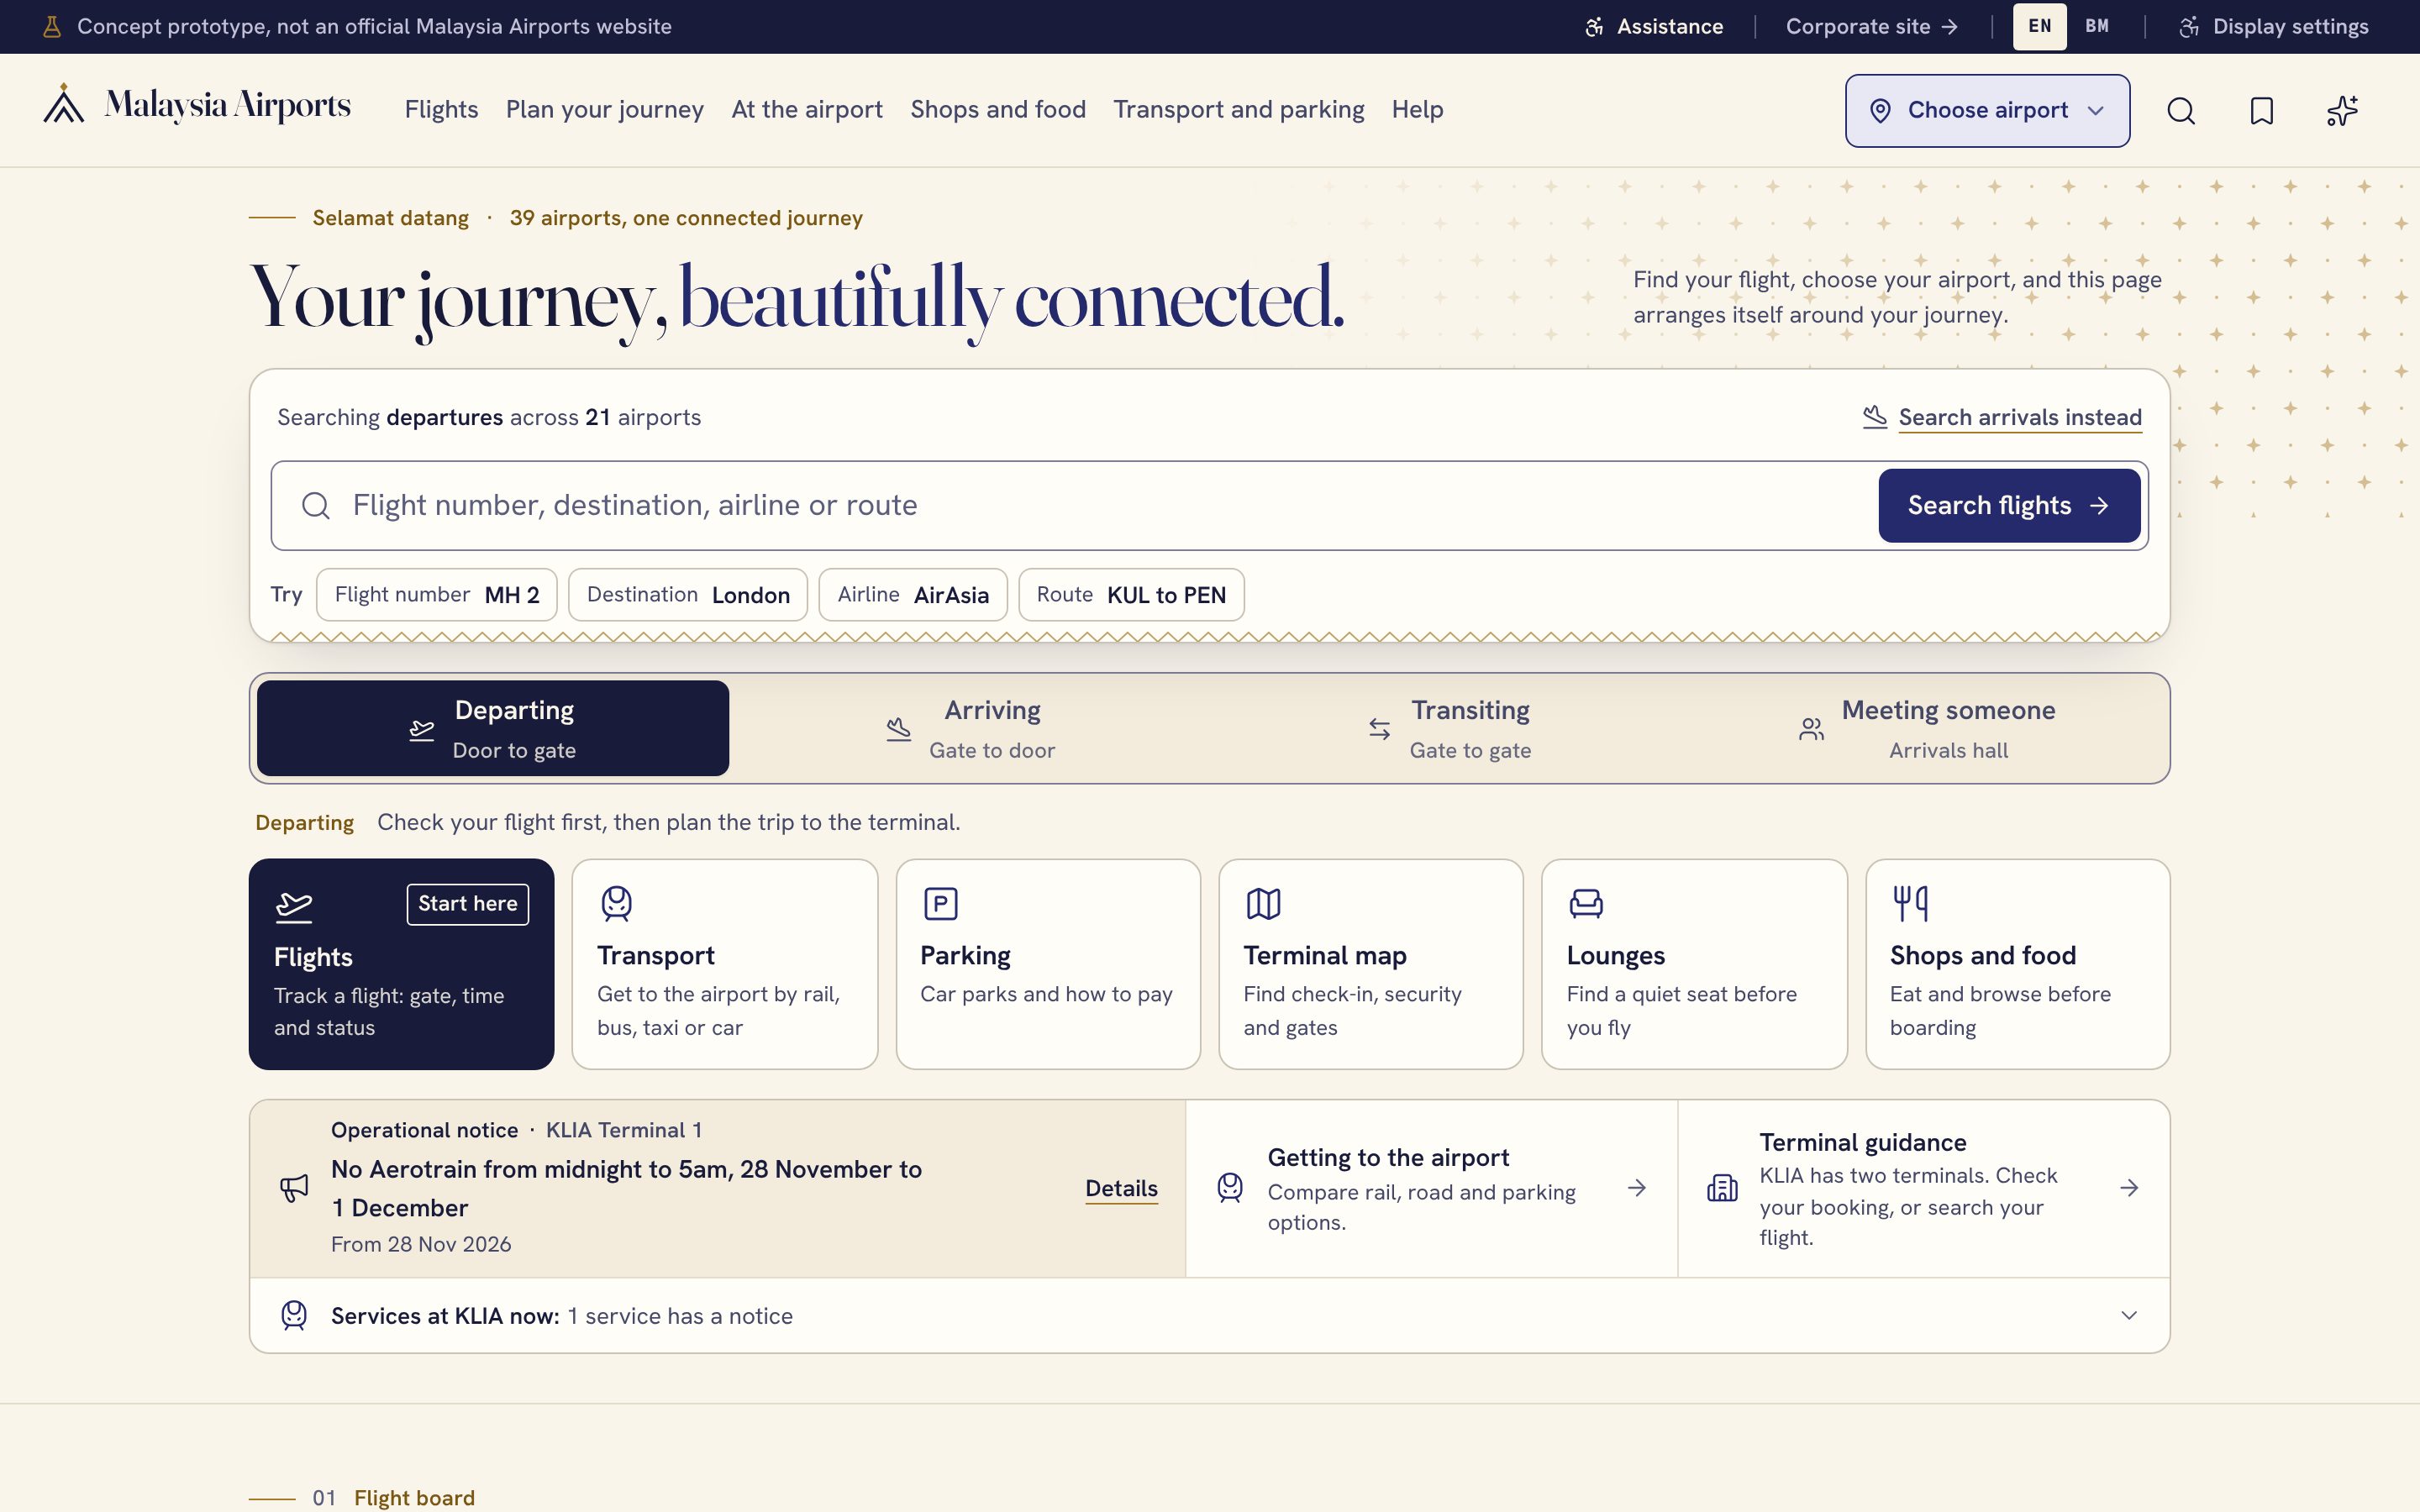 Concept prototype, not an official Malaysia Airports website
Assistance
Corporate site
EN
BM
Display settings
Malaysia Airports
Flights
Plan your journey
At the airport
Shops and food
Transport and parking
Help
Choose airport
Selamat datang · 39 airports, one connected journey
Your journey, beautifully connected.
Find your flight, choose your airport, and this page
arranges itself around your journey.
Searching departures across 21 airports
Search arrivals instead
Flight number, destination, airline or route
Search flights
Try
Flight number MH 2
Destination London
Airline AirAsia
Route KUL to PEN
Departing
Door to gate
Arriving
Gate to door
Transiting
Gate to gate
Meeting someone
Arrivals hall
Departing Check your flight first, then plan the trip to the terminal.
Start here
Flights
Track a flight: gate, time
and status
Transport
Get to the airport by rail,
bus, taxi or car
P
Parking
Car parks and how to pay
Terminal map
Find check-in, security
and gates
Lounges
Find a quiet seat before
you fly
Shops and food
Eat and browse before
boarding
Operational notice · KLIA Terminal 1
No Aerotrain from midnight to 5am, 28 November to
1 December
From 28 Nov 2026
Details
Getting to the airport
Compare rail, road and parking
options.
Terminal guidance
KLIA has two terminals. Check
your booking, or search your
flight.
Services at KLIA now: 1 service has a notice
01 Flight board